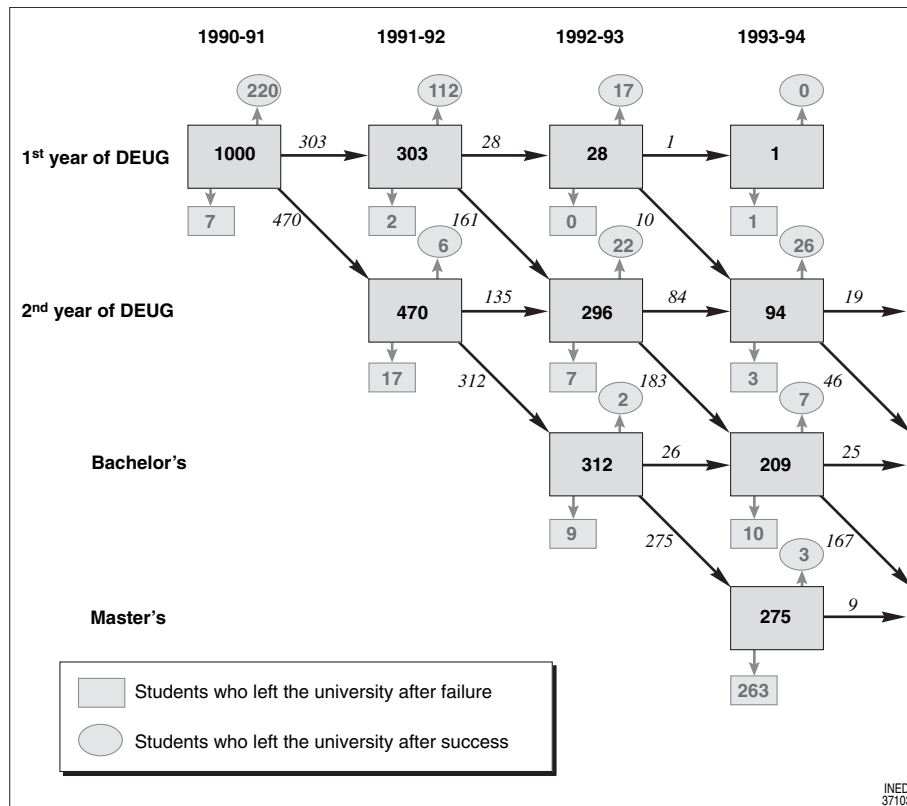 1990-91 1991-92 1992-93 1993-94
220 112 17 0
1st year of DEUG 1000 303 303 28 28 1 1
7 470 2 161 0 10 1
6 22 26
2nd year of DEUG 470 135 296 84 94 19
17 312 7 183 3 46
2 7
Bachelor's 312 26 209 25
9 275 10 167
3
Master's 275 9
263
Students who left the university after failure
Students who left the university after success
INED